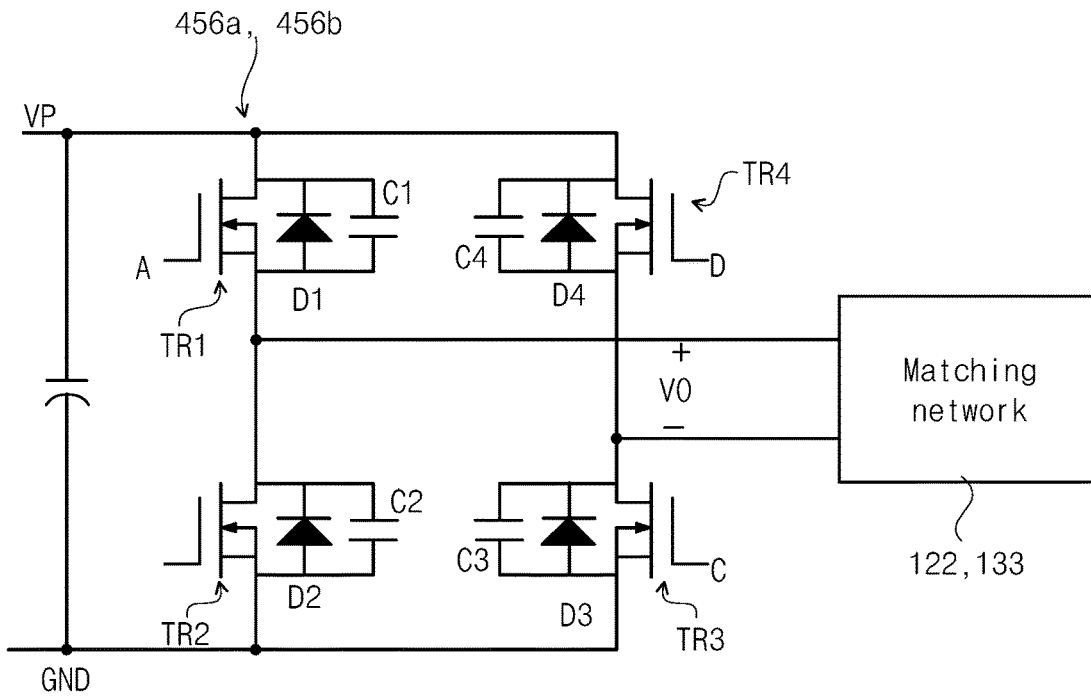 456a, 456b
VP
C1
TR4
C4
A
D
D1
D4
TR1
+
V0
−
Matching
network
C2
C3
C
122,133
D2
D3
TR2
TR3
GND